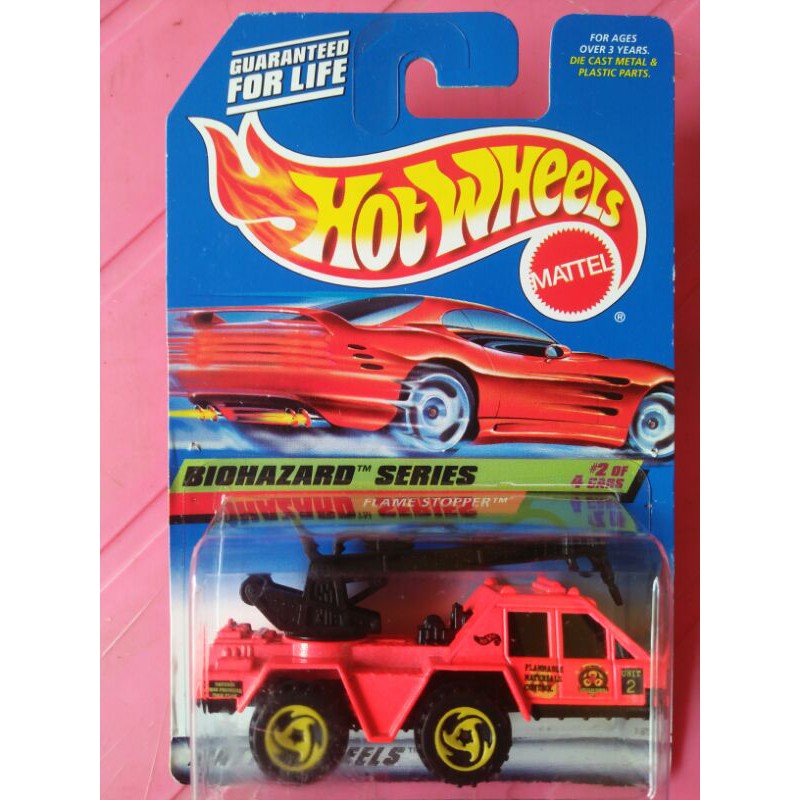 GUARANTEED
FOR LIFE
FOR AGES
OVER 3 YEARS.
DIE CAST METAL &
PLASTIC PARTS.
HOT WHEELS
MATTEL
®
BIOHAZARD™ SERIES
#2 OF
4 CARS
FLAME STOPPER™
MATERIALS
CONTROL
UNIT
2
WHEELS™